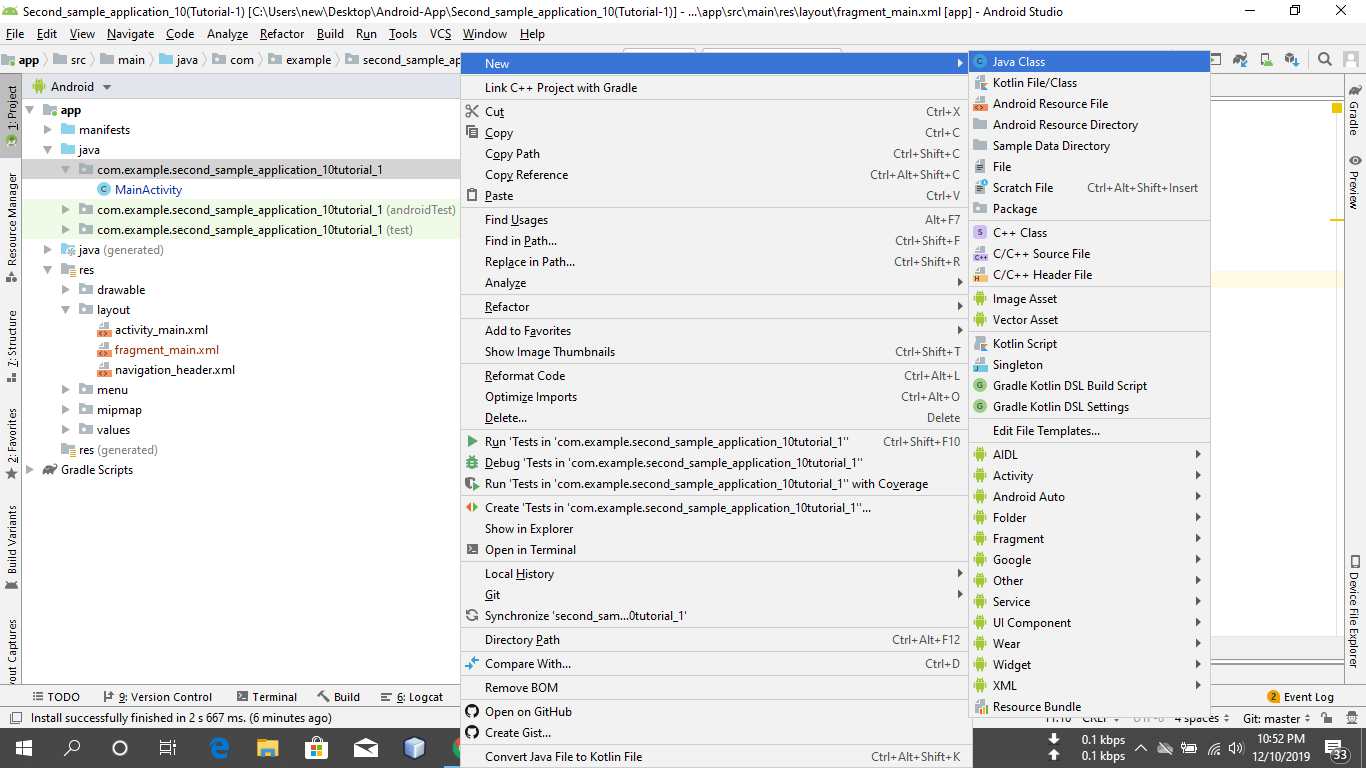 Second_sample_application_10(Tutorial-1) [C:\Users\new\Desktop\Android-App\Second_sample_application_10(Tutorial-1)] - ...\app\src\main\res\layout\fragment_main.xml [app] - Android Studio
File Edit View Navigate Code Analyze Refactor Build Run Tools VCS Window Help
app src main java com example second_sample_ap
1: Project
Resource Manager
7: Structure
2: Favorites
Build Variants
yout Captures
Android
app
manifests
java
com.example.second_sample_application_10tutorial_1
MainActivity
com.example.second_sample_application_10tutorial_1 (androidTest)
com.example.second_sample_application_10tutorial_1 (test)
java (generated)
res
drawable
layout
activity_main.xml
fragment_main.xml
navigation_header.xml
menu
mipmap
values
res (generated)
Gradle Scripts
New
Link C++ Project with Gradle
Cut Ctrl+X
Copy Ctrl+C
Copy Path Ctrl+Shift+C
Copy Reference Ctrl+Alt+Shift+C
Paste Ctrl+V
Find Usages Alt+F7
Find in Path... Ctrl+Shift+F
Replace in Path... Ctrl+Shift+R
Analyze
Refactor
Add to Favorites
Show Image Thumbnails Ctrl+Shift+T
Reformat Code Ctrl+Alt+L
Optimize Imports Ctrl+Alt+O
Delete... Delete
Run 'Tests in 'com.example.second_sample_application_10tutorial_1'' Ctrl+Shift+F10
Debug 'Tests in 'com.example.second_sample_application_10tutorial_1''
Run 'Tests in 'com.example.second_sample_application_10tutorial_1'' with Coverage
Create 'Tests in 'com.example.second_sample_application_10tutorial_1''...
Show in Explorer
Open in Terminal
Local History
Git
Synchronize 'second_sam...0tutorial_1'
Directory Path Ctrl+Alt+F12
Compare With... Ctrl+D
Remove BOM
Open on GitHub
Create Gist...
Convert Java File to Kotlin File Ctrl+Alt+Shift+K
Java Class
Kotlin File/Class
Android Resource File
Android Resource Directory
Sample Data Directory
File
Scratch File Ctrl+Alt+Shift+Insert
Package
C++ Class
C/C++ Source File
C/C++ Header File
Image Asset
Vector Asset
Kotlin Script
Singleton
Gradle Kotlin DSL Build Script
Gradle Kotlin DSL Settings
Edit File Templates...
AIDL
Activity
Android Auto
Folder
Fragment
Google
Other
Service
UI Component
Wear
Widget
XML
Resource Bundle
Gradle
Preview
Device File Explorer
TODO 9: Version Control Terminal Build 6: Logcat 2 Event Log
Install successfully finished in 2 s 667 ms. (6 minutes ago) 4 spaces Git: master
0.1 kbps
0.1 kbps
10:52 PM
12/10/2019
33